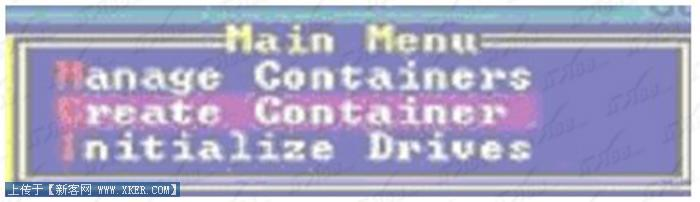 Main Menu
Manage Containers
Create Container
Initialize Drives
上传于【新客网 WWW.XKER.COM】